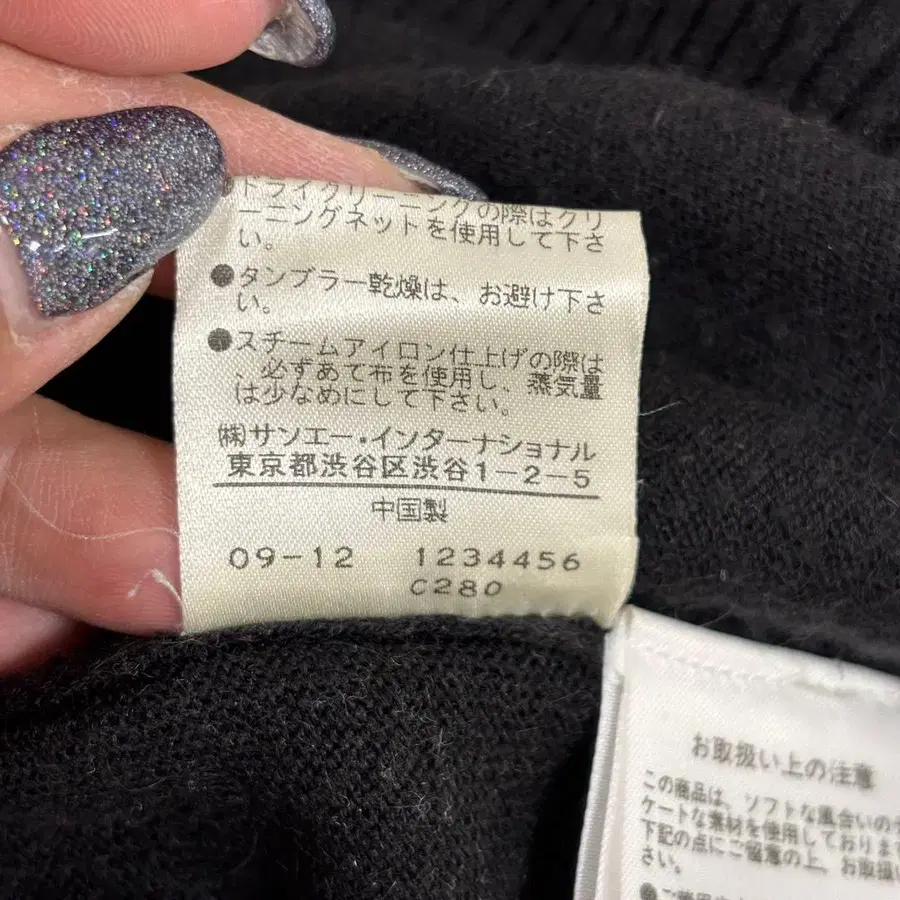 ドライクリーニングの際はクリ
ーニングネットを使用して下さ
い。
●タンブラー乾燥は、お避け下さ
い。
●スチームアイロン仕上げの際は
、必ずあて布を使用し、蒸気量
は少なめにして下さい。
㈱サンエー・インターナショナル
東京都渋谷区渋谷1-2-5
中国製
09-12 1234456
C280
お取扱い上の注意
この商品は、ソフトな風合いのデ
ケートな素材を使用しております
下記の点にご留意の上、お取扱い
さい。